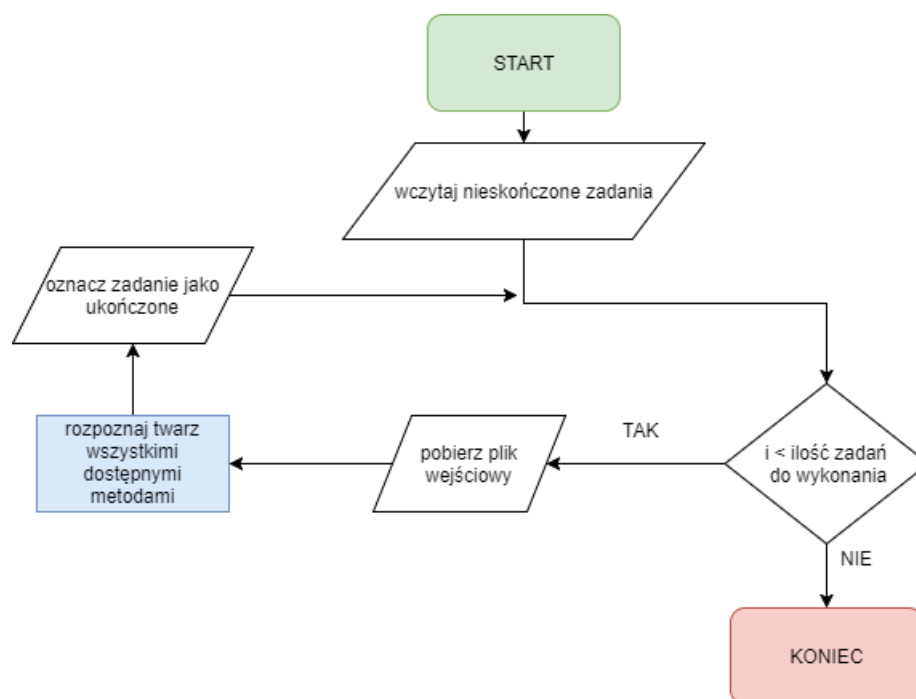 START
wczytaj nieskończone zadania
oznacz zadanie jako
ukończone
rozpoznaj twarz
wszystkimi
dostępnymi
metodami
pobierz plik
wejściowy
TAK
i < ilość zadań
do wykonania
NIE
KONIEC